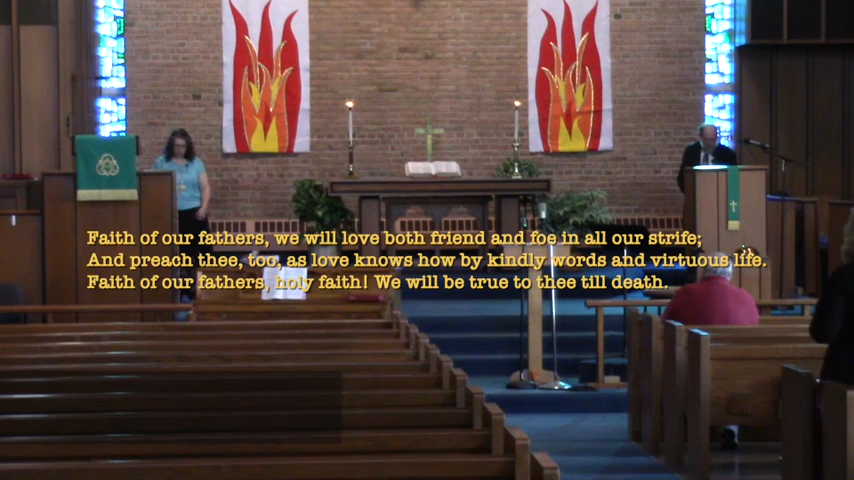 Faith of our fathers, we will love both friend and foe in all our strife;
And preach thee, too, as love knows how by kindly words and virtuous life.
Faith of our fathers, holy faith! We will be true to thee till death.